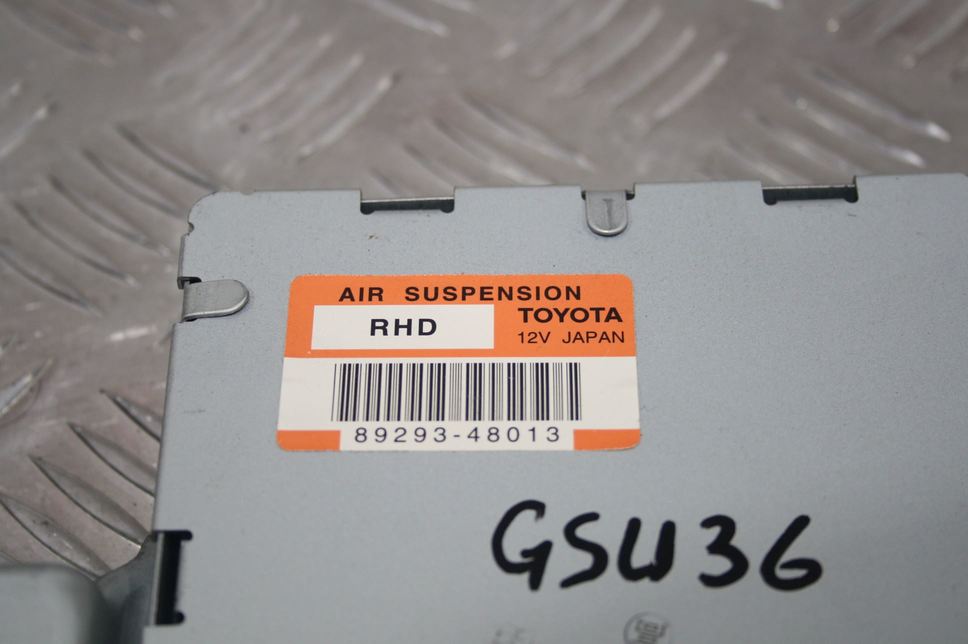 AIR SUSPENSION
RHD
TOYOTA
12V JAPAN
89293-48013
GSU36